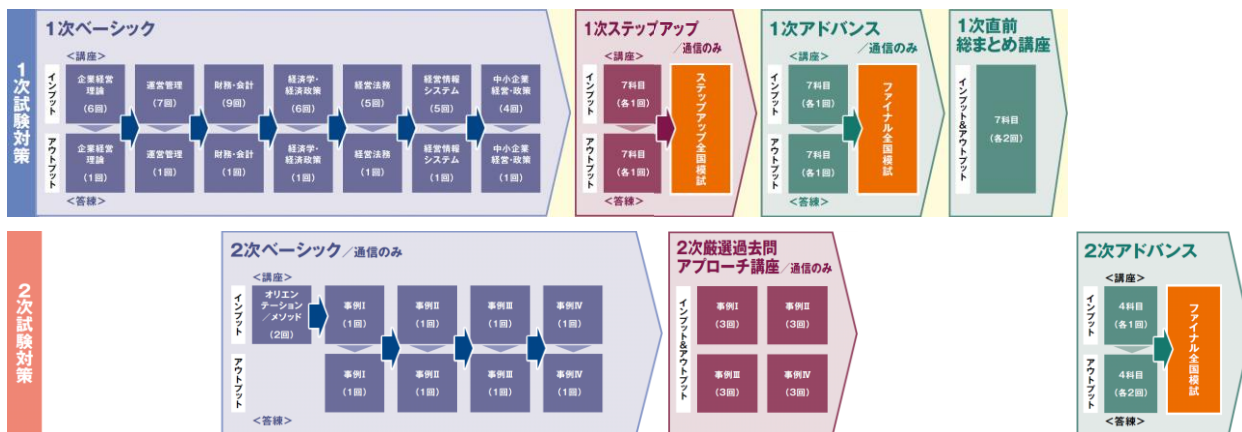 1次試験対策
1次ベーシック
<講座>
インプット
企業経営
理論
(6回)
運営管理
(7回)
財務・会計
(9回)
経済学・
経済政策
(6回)
経営法務
(5回)
経営情報
システム
(5回)
中小企業
経営・政策
(4回)
アウトプット
企業経営
理論
(1回)
運営管理
(1回)
財務・会計
(1回)
経済学・
経済政策
(1回)
経営法務
(1回)
経営情報
システム
(1回)
中小企業
経営・政策
(1回)
<答練>
1次ステップアップ
/通信のみ
<講座>
インプット
7科目
(各1回)
アウトプット
7科目
(各1回)
<答練>
ステップアップ全国模試
1次アドバンス
/通信のみ
<講座>
インプット
7科目
(各1回)
アウトプット
7科目
(各1回)
<答練>
ファイナル全国模試
1次直前
総まとめ講座
インプット&アウトプット
7科目
(各2回)
2次試験対策
2次ベーシック/通信のみ
<講座>
インプット
オリエン
テーション
/メソッド
(2回)
事例Ⅰ
(1回)
事例Ⅱ
(1回)
事例Ⅲ
(1回)
事例Ⅳ
(1回)
アウトプット
事例Ⅰ
(1回)
事例Ⅱ
(1回)
事例Ⅲ
(1回)
事例Ⅳ
(1回)
<答練>
2次厳選過去問
アプローチ講座/通信のみ
インプット&アウトプット
事例Ⅰ
(3回)
事例Ⅱ
(3回)
事例Ⅲ
(3回)
事例Ⅳ
(3回)
2次アドバンス
<講座>
インプット
4科目
(各1回)
アウトプット
4科目
(各2回)
<答練>
ファイナル全国模試